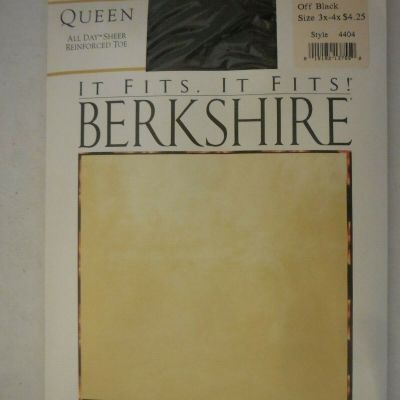 QUEEN
ALL DAY™ SHEER
REINFORCED TOE
Off Black
Size 3x-4x $4.25
Style 4404
IT FITS. IT FITS!
BERKSHIRE